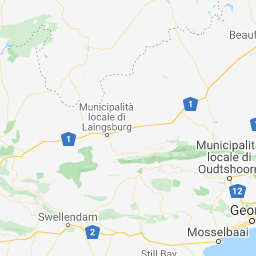 Beauf
1
Municipalità
locale di
Laingsburg
1
Municipalità
locale di
Oudtshoorn
12
Geor
Swellendam
2
Mosselbaai
Still Bay